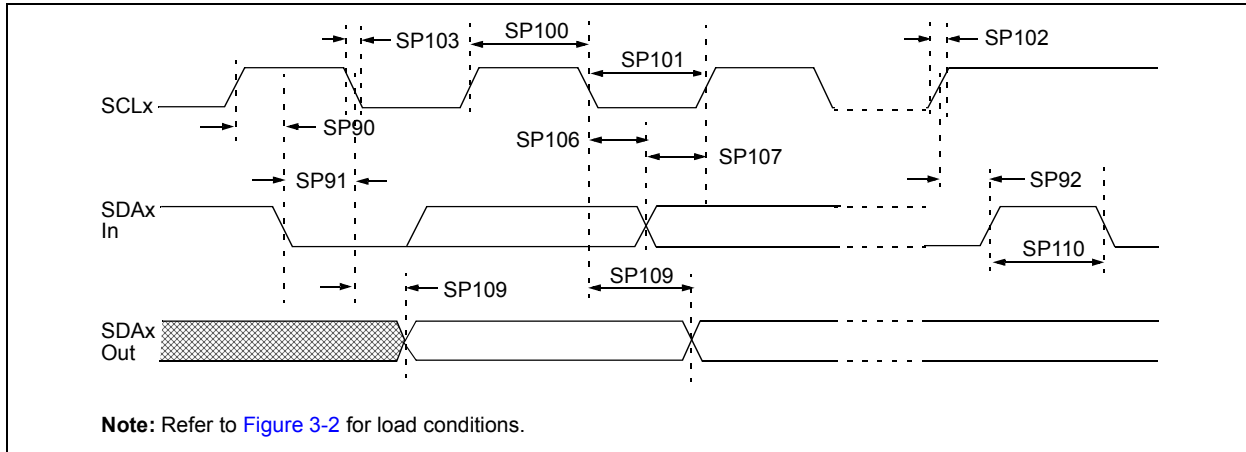 SP103
SP100
SP102
SP101
SCLx
SP90
SP106
SP107
SP91
SP92
SDAx
In
SP110
SP109
SP109
SDAx
Out
Note: Refer to Figure 3-2 for load conditions.